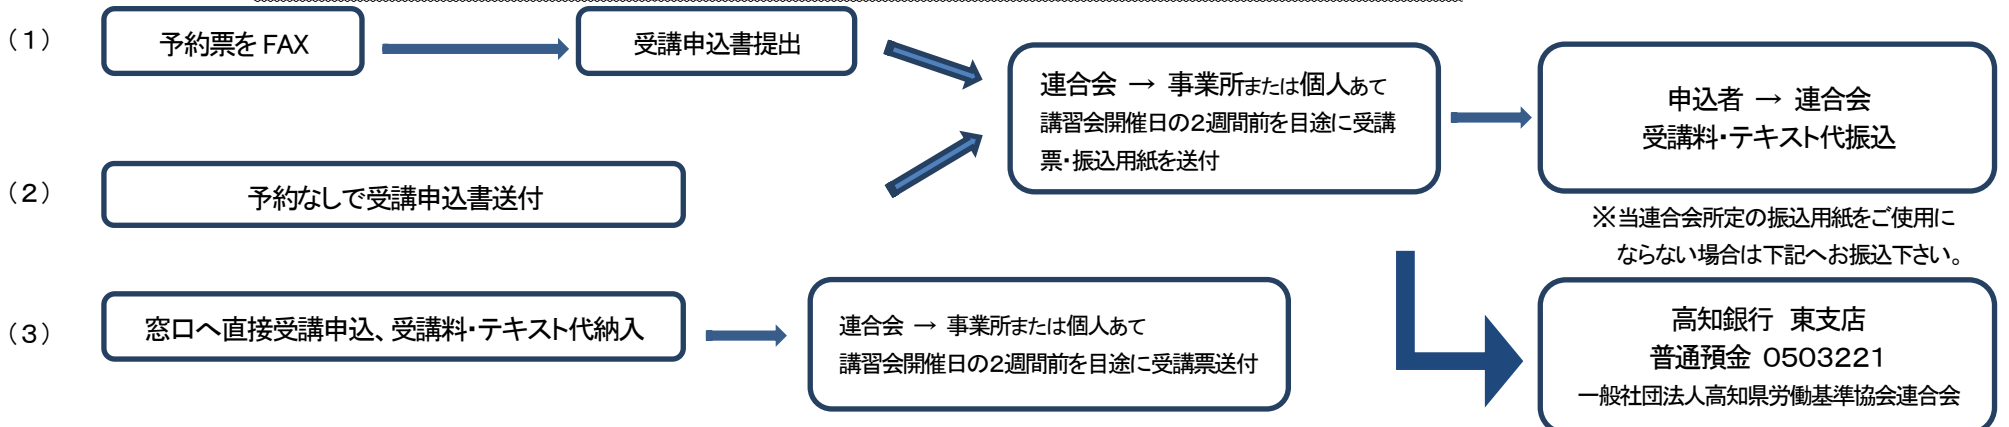 （1）
予約票を FAX
受講申込書提出
（2）
予約なしで受講申込書送付
連合会 → 事業所または個人あて
講習会開催日の2週間前を目途に受講
票・振込用紙を送付
申込者 → 連合会
受講料・テキスト代振込
※当連合会所定の振込用紙をご使用に
ならない場合は下記へお振込下さい。
（3）
窓口へ直接受講申込、受講料・テキスト代納入
連合会 → 事業所または個人あて
講習会開催日の2週間前を目途に受講票送付
高知銀行　東支店
普通預金 0503221
一般社団法人高知県労働基準協会連合会